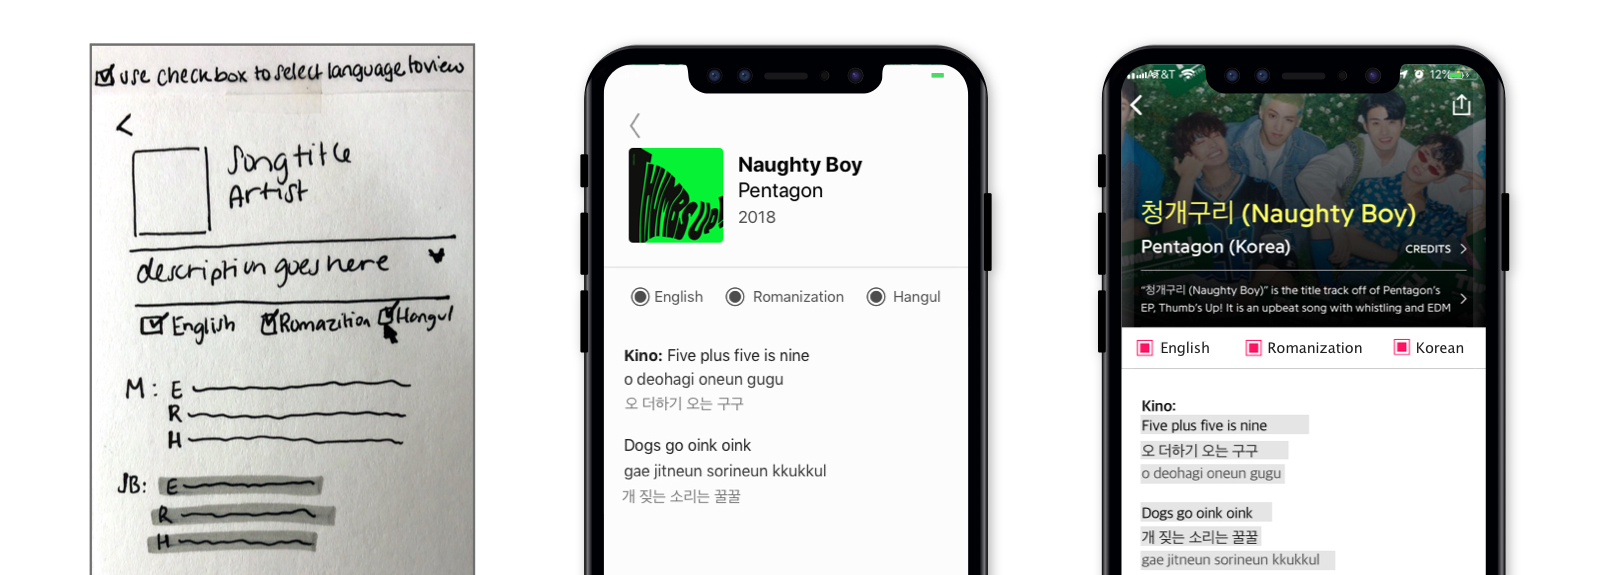 use checkbox to select language to view
Song title
Artist
description goes here
English Romazition Hangul
M: E
R
H
JB: E
R
H
THUMBS UP!
Naughty Boy
Pentagon
2018
English Romanization Hangul
Kino: Five plus five is nine
o deohagi oneun gugu
오 더하기 오는 구구
Dogs go oink oink
gae jitneun sorineun kkukkul
개 짖는 소리는 꿀꿀
AT&T 12%
청개구리 (Naughty Boy)
Pentagon (Korea) CREDITS
“청개구리 (Naughty Boy)” is the title track off of Pentagon’s
EP, Thumb’s Up! It is an upbeat song with whistling and EDM
English Romanization Korean
Kino:
Five plus five is nine
오 더하기 오는 구구
o deohagi oneun gugu
Dogs go oink oink
개 짖는 소리는 꿀꿀
gae jitneun sorineun kkukkul